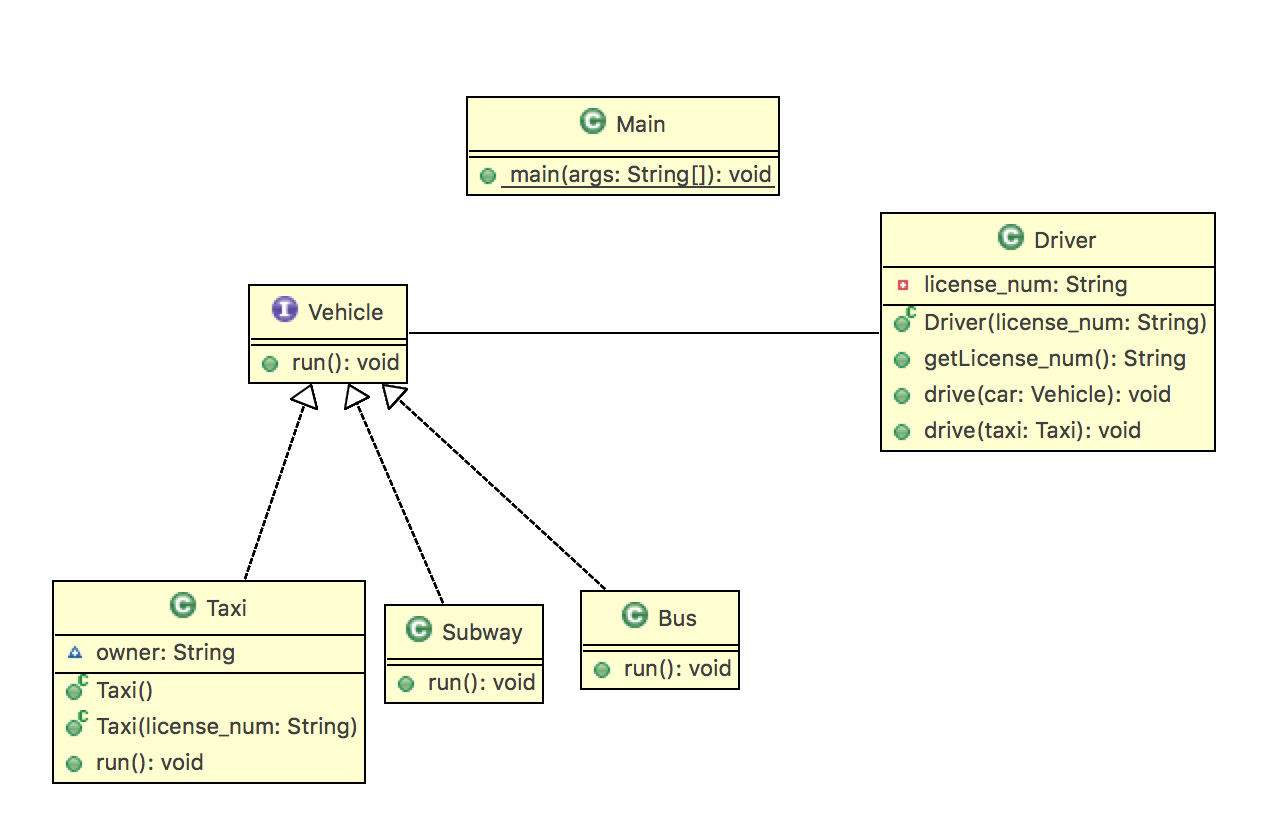 Main
main(args: String[]): void
Driver
license_num: String
Driver(license_num: String)
getLicense_num(): String
drive(car: Vehicle): void
drive(taxi: Taxi): void
Vehicle
run(): void
Taxi
owner: String
Taxi()
Taxi(license_num: String)
run(): void
Subway
run(): void
Bus
run(): void